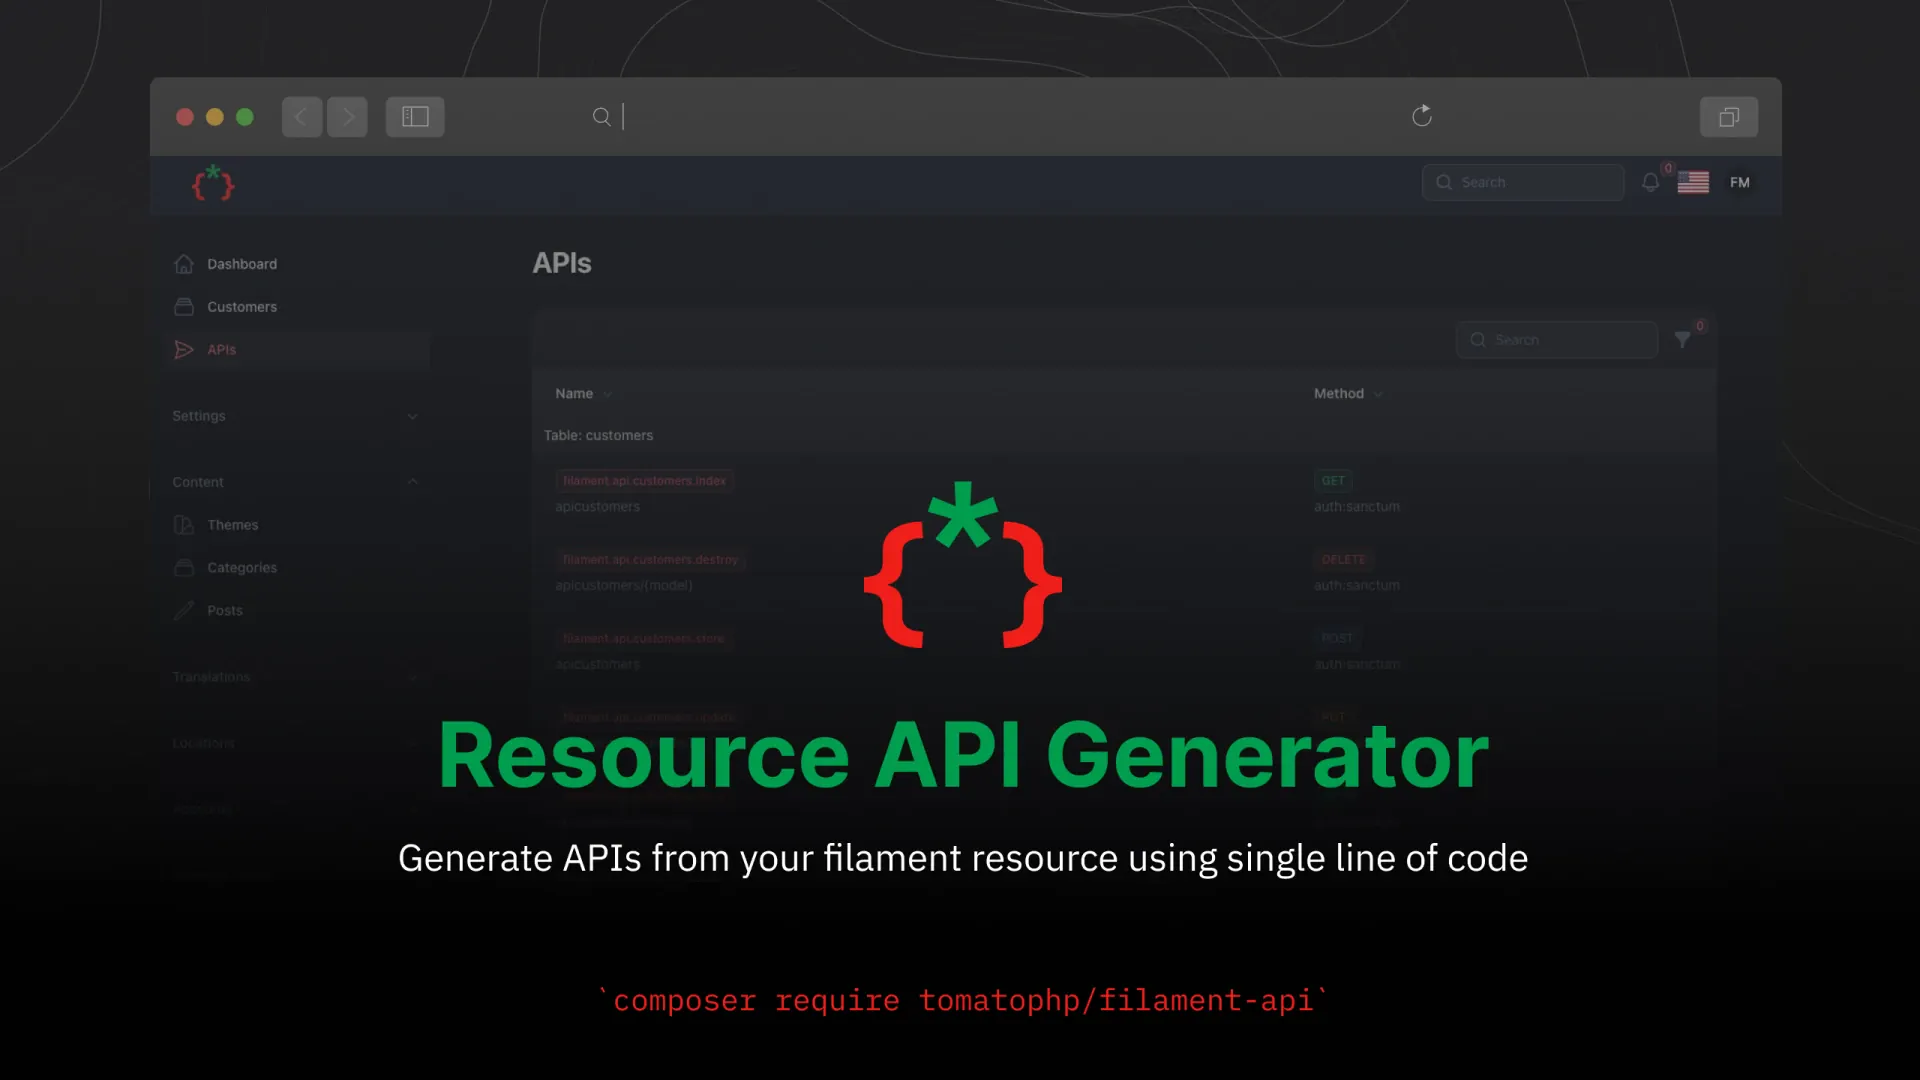 0
Search
FM
Dashboard
Customers
APIs
Settings
Content
Themes
Categories
Posts
Translations
Locations
APIs
Search
0
Name
Method
Table: customers
filament.api.customers.index
GET
apicustomers
auth:sanctum
filament.api.customers.destroy
DELETE
apicustomers/{model}
auth:sanctum
filament.api.customers.store
POST
apicustomers
auth:sanctum
filament.api.customers.update
PUT
{*}
Resource API Generator
Generate APIs from your filament resource using single line of code
`composer require tomatophp/filament-api`